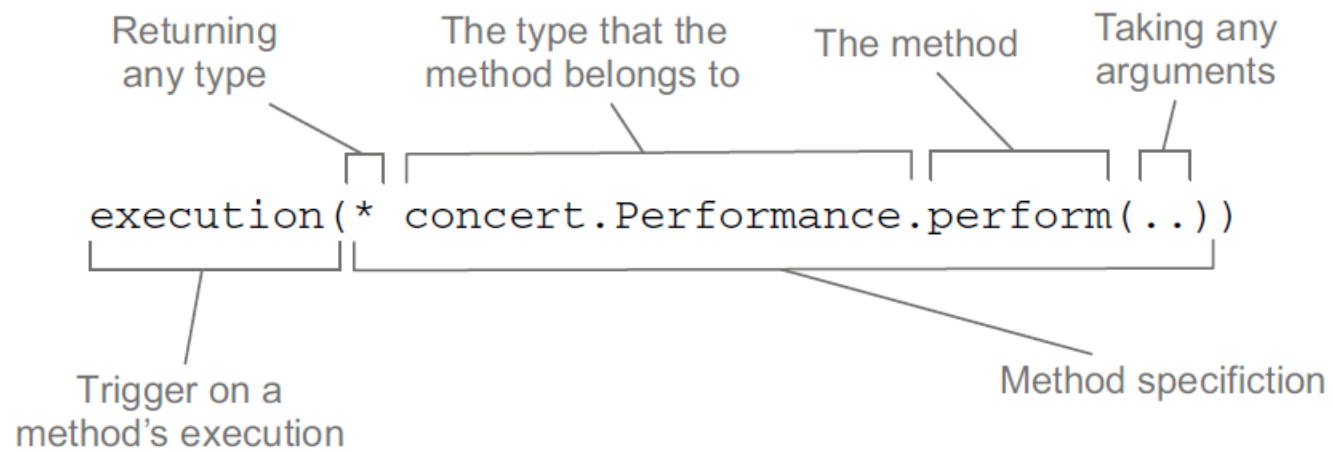 Returning
any type
The type that the
method belongs to
The method
Taking any
arguments
execution(* concert.Performance.perform(..))
Trigger on a
method's execution
Method specifiction